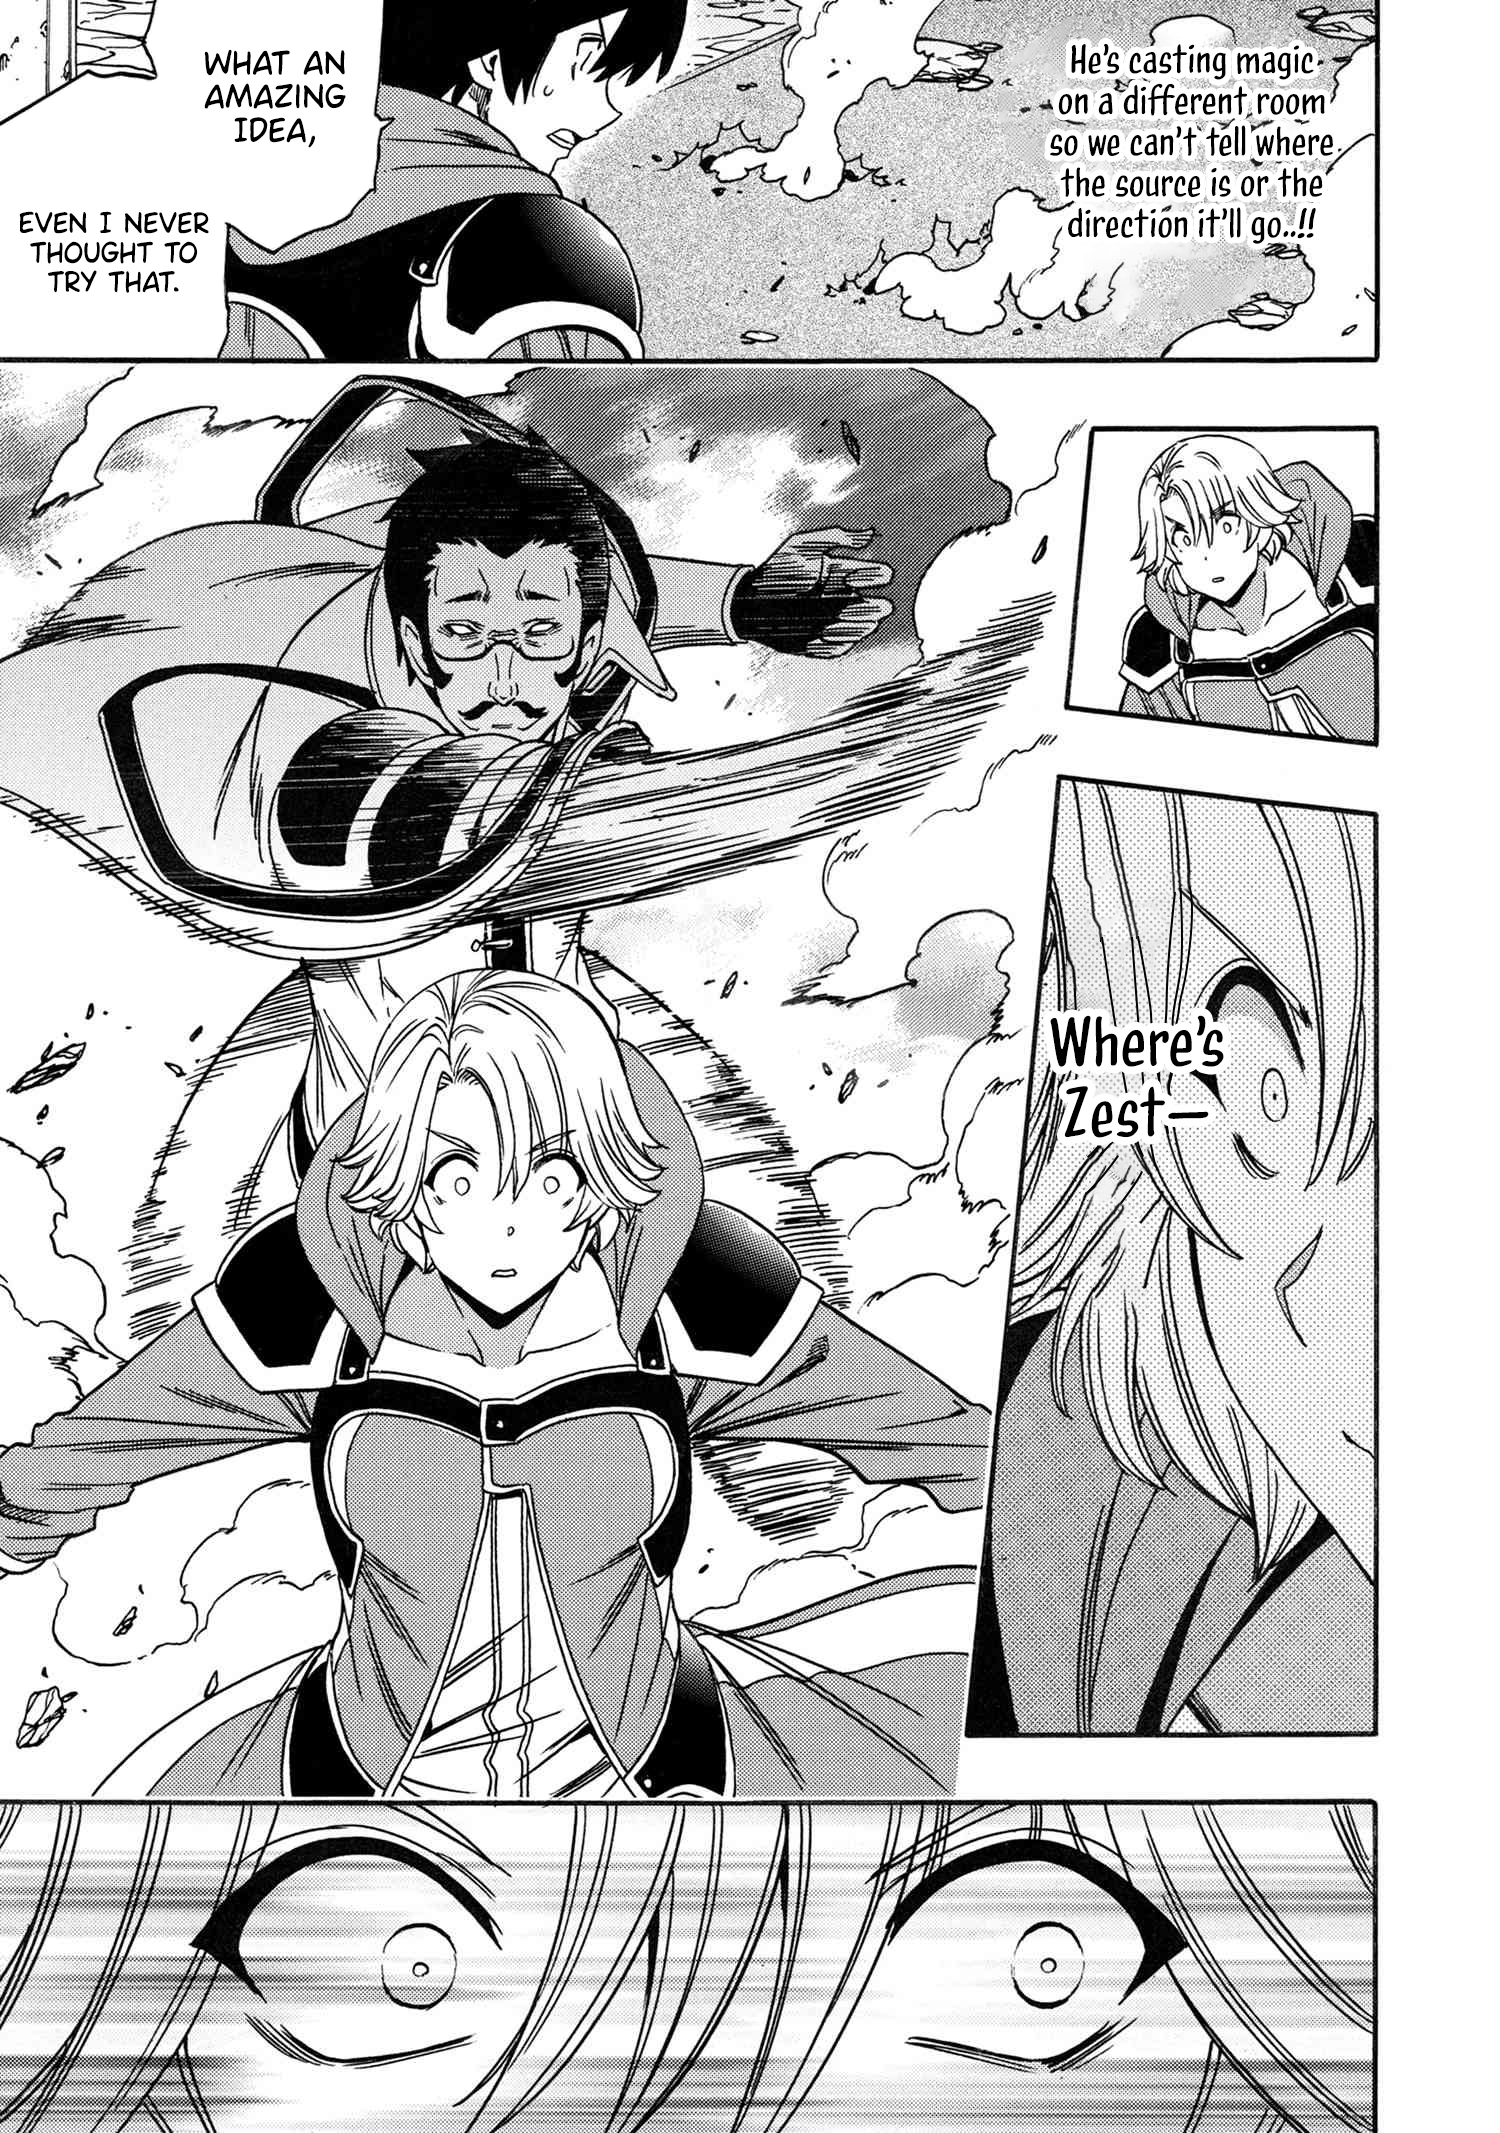 He's casting magic
on a different room
so we can't tell where
the source is or the
direction it'll go..!!
WHAT AN
AMAZING
IDEA,
EVEN I NEVER
THOUGHT TO
TRY THAT.
Where's
Zest—